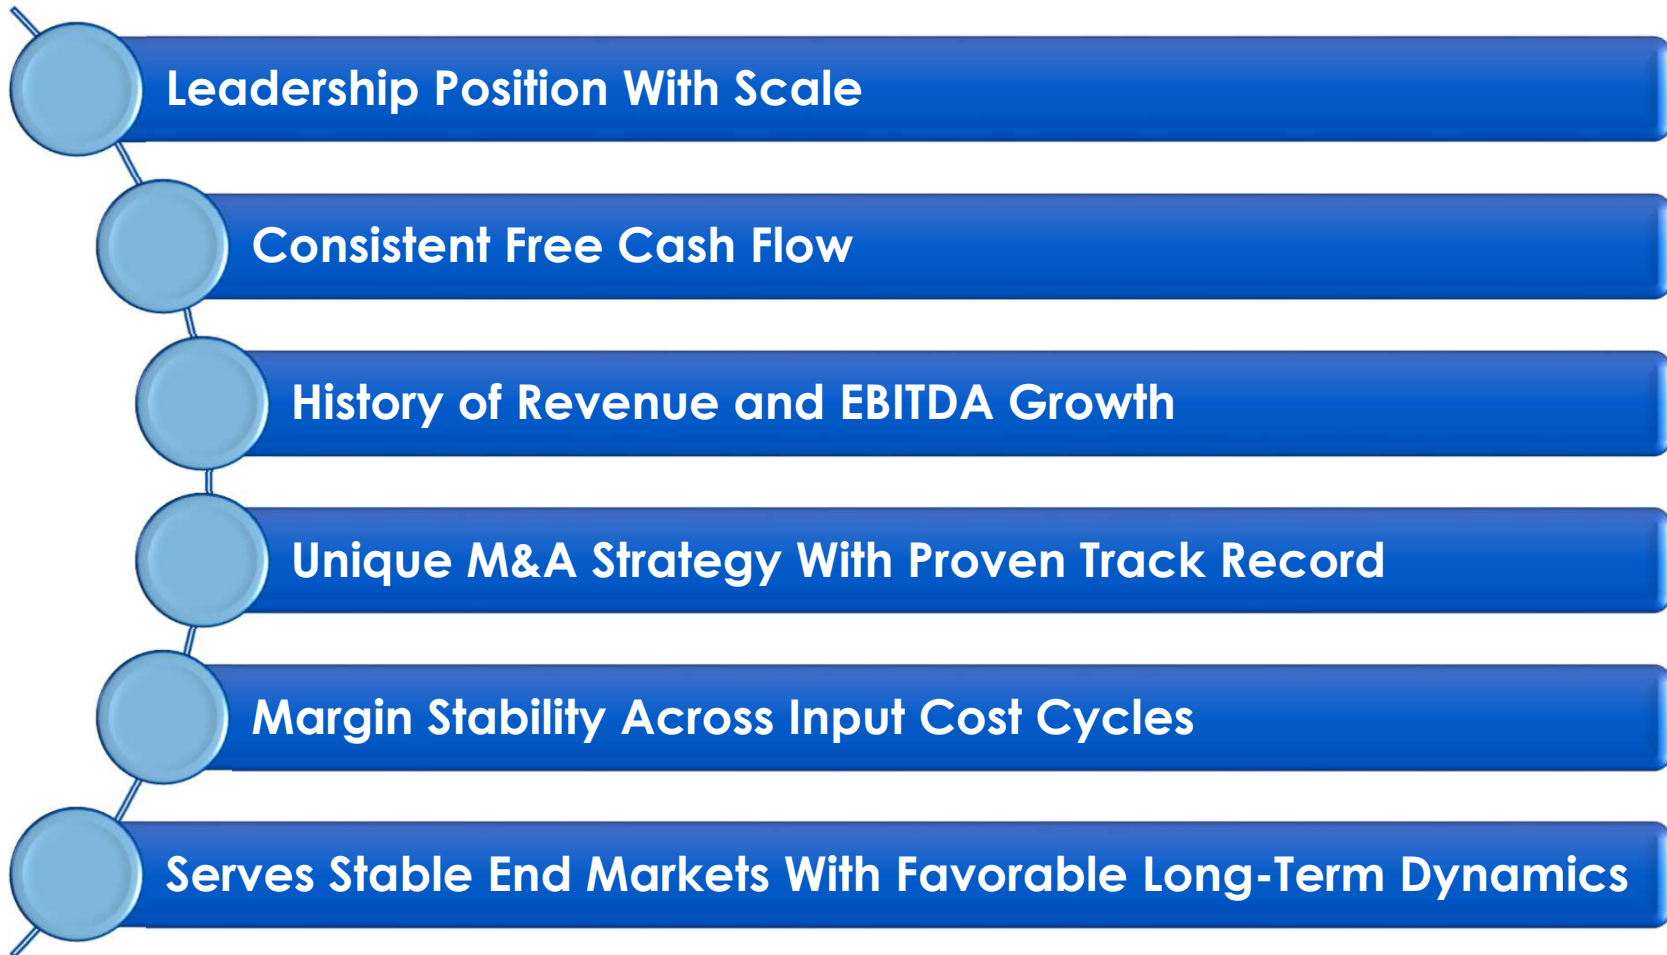 Leadership Position With Scale
Consistent Free Cash Flow
History of Revenue and EBITDA Growth
Unique M&A Strategy With Proven Track Record
Margin Stability Across Input Cost Cycles
Serves Stable End Markets With Favorable Long-Term Dynamics